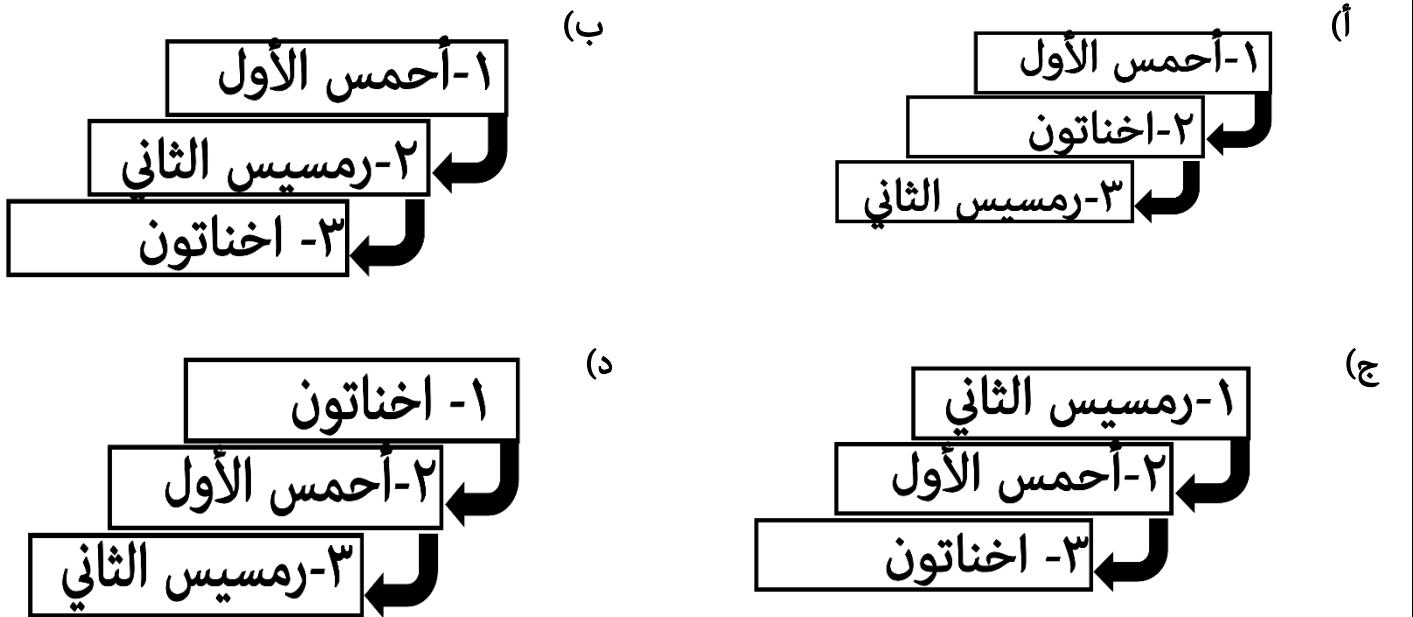 أ)
١-أحمس الأول
٢-اخناتون
٣-رمسيس الثاني
ب)
١-أحمس الأول
٢-رمسيس الثاني
٣- اخناتون
ج)
١-رمسيس الثاني
٢-أحمس الأول
٣- اخناتون
د)
١- اخناتون
٢-أحمس الأول
٣-رمسيس الثاني